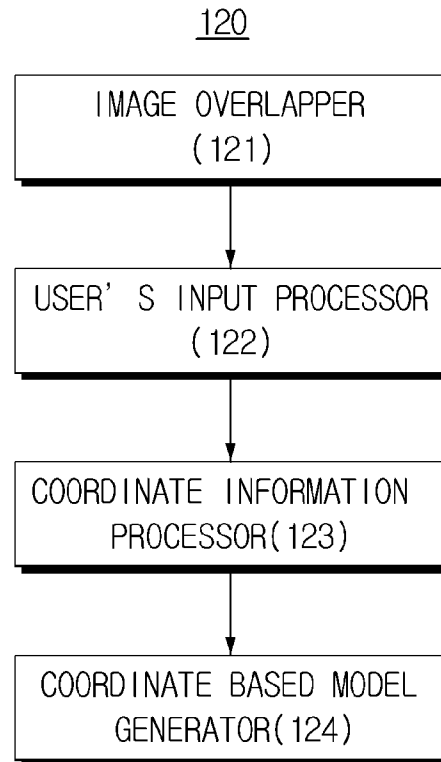 120
IMAGE OVERLAPPER
(121)
USER' S INPUT PROCESSOR
(122)
COORDINATE INFORMATION
PROCESSOR(123)
COORDINATE BASED MODEL
GENERATOR(124)